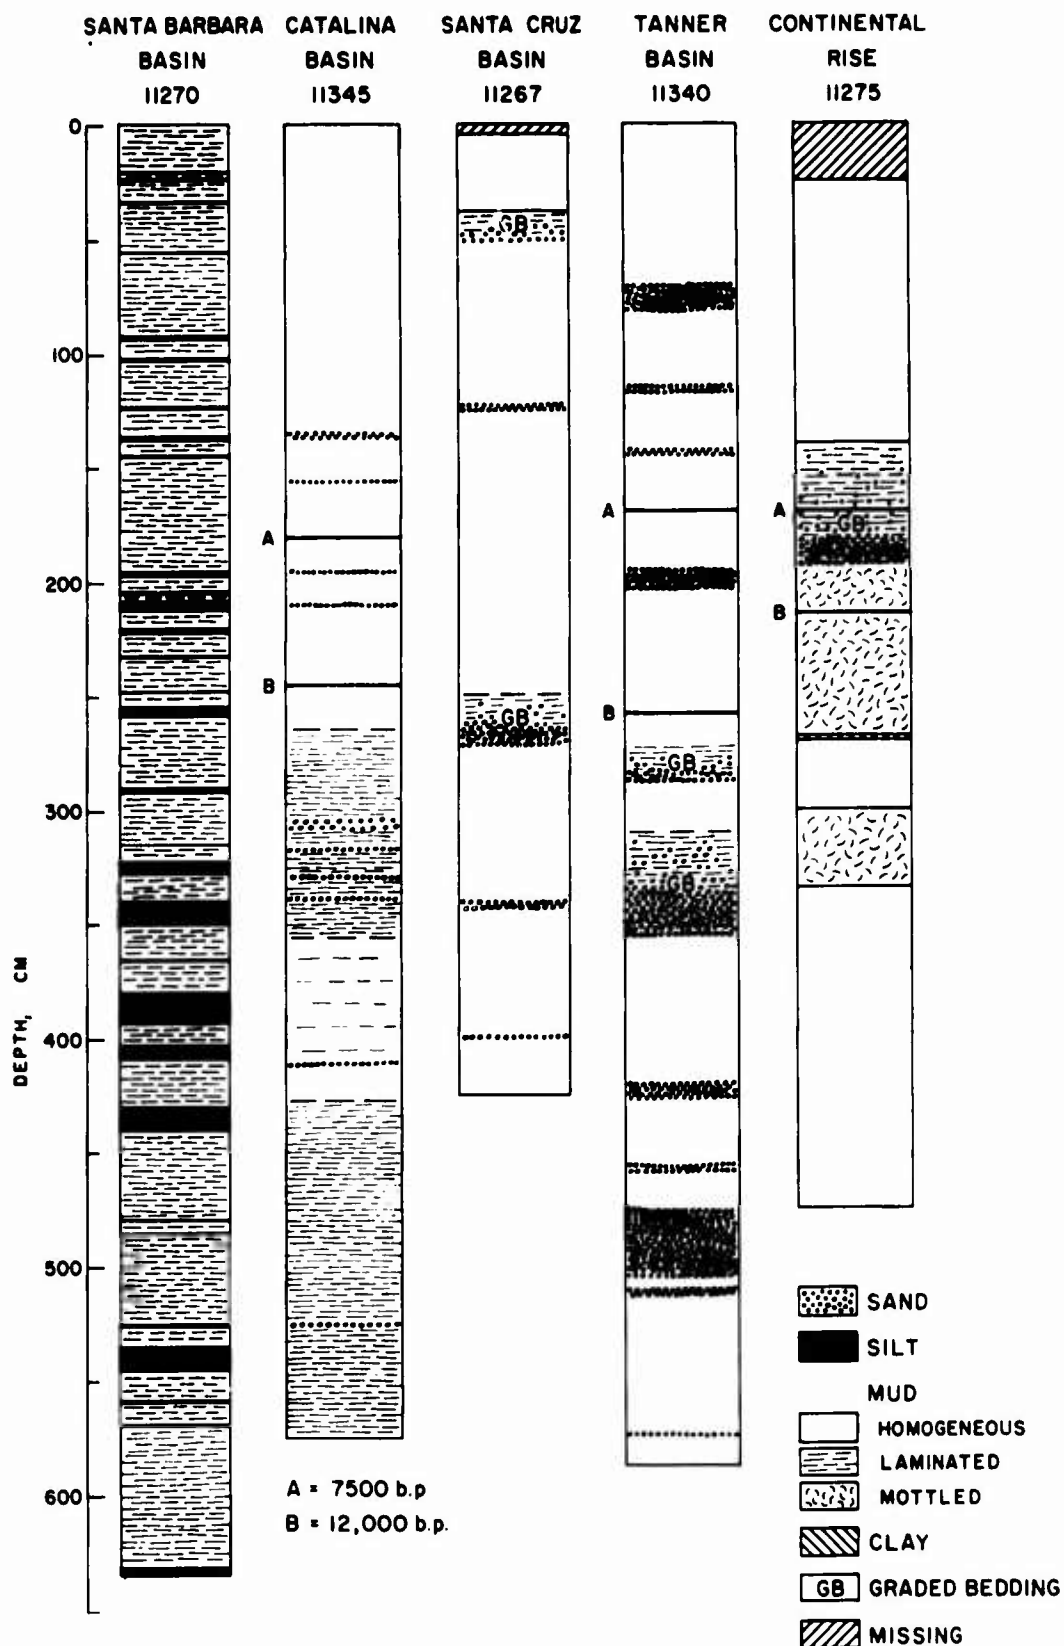 SANTA BARBARA
BASIN
11270
CATALINA
BASIN
11345
SANTA CRUZ
BASIN
11267
TANNER
BASIN
11340
CONTINENTAL
RISE
11275
0
100
200
300
400
500
600
DEPTH, CM
A
B
GB
GB
A
B
GB
GB
A
GB
B
A = 7500 b.p
B = 12,000 b.p.
SAND
SILT
MUD
HOMOGENEOUS
LAMINATED
MOTTLED
CLAY
GB GRADED BEDDING
MISSING